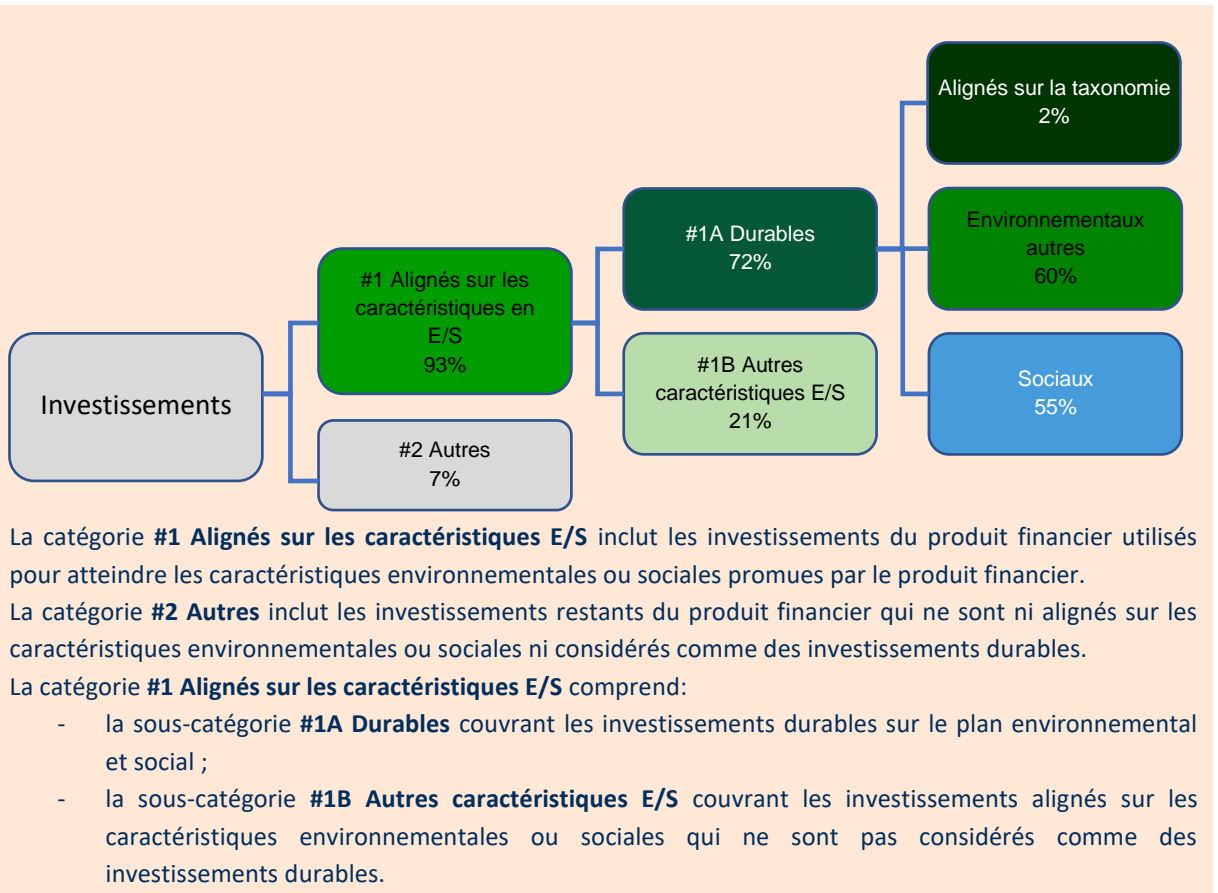 Alignés sur la taxonomie
2%
#1A Durables
72%
Environnementaux
autres
60%
#1 Alignés sur les
caractéristiques en
E/S
93%
#1B Autres
caractéristiques E/S
21%
Sociaux
55%
Investissements
#2 Autres
7%
La catégorie #1 Alignés sur les caractéristiques E/S inclut les investissements du produit financier utilisés
pour atteindre les caractéristiques environnementales ou sociales promues par le produit financier.
La catégorie #2 Autres inclut les investissements restants du produit financier qui ne sont ni alignés sur les
caractéristiques environnementales ou sociales ni considérés comme des investissements durables.
La catégorie #1 Alignés sur les caractéristiques E/S comprend:
- la sous-catégorie #1A Durables couvrant les investissements durables sur le plan environnemental
et social ;
- la sous-catégorie #1B Autres caractéristiques E/S couvrant les investissements alignés sur les
caractéristiques environnementales ou sociales qui ne sont pas considérés comme des
investissements durables.